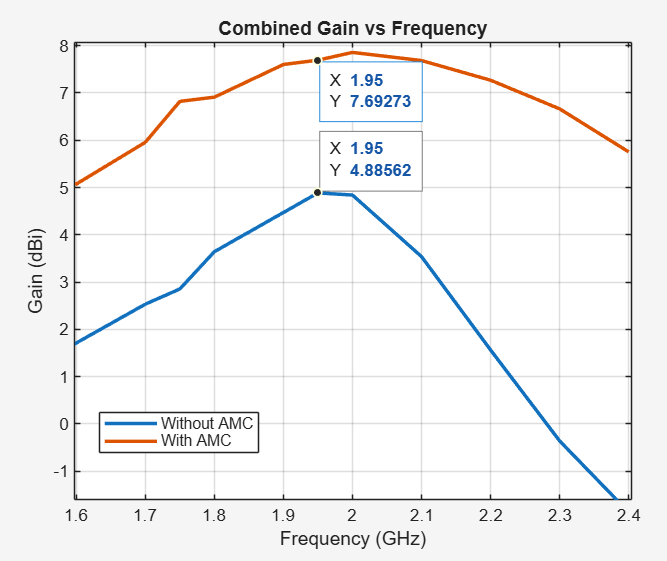 Combined Gain vs Frequency
8
7
6
5
4
3
2
1
0
-1
Gain (dBi)
X 1.95
Y 7.69273
X 1.95
Y 4.88562
Without AMC
With AMC
1.6 1.7 1.8 1.9 2 2.1 2.2 2.3 2.4
Frequency (GHz)